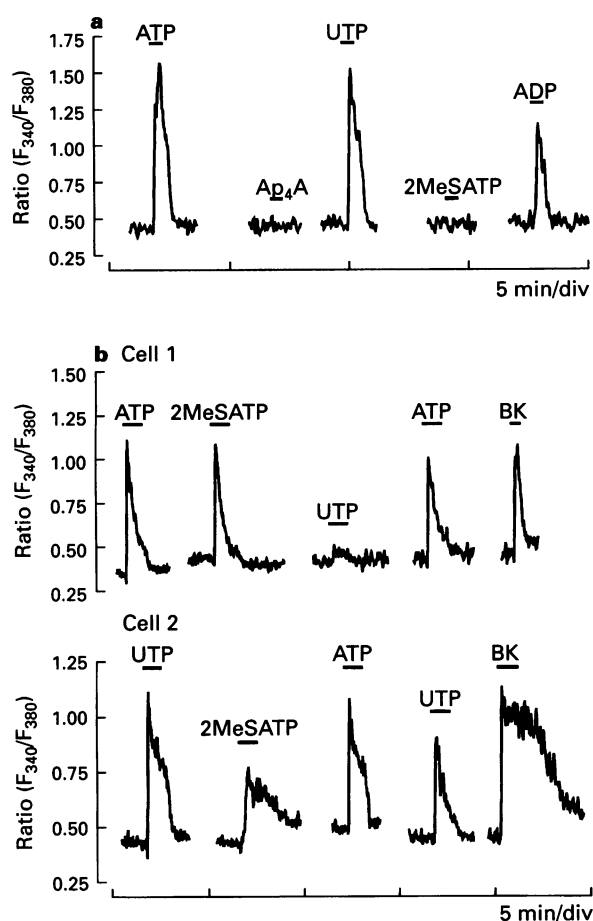 a
ATP UTP
ADP
Ap4A 2MeSATP
Ratio (F340/F380)
1.75
1.50
1.25
1.00
0.75
0.50
0.25
5 min/div
b Cell 1
ATP 2MeSATP ATP BK
UTP
Ratio (F340/F380)
1.50
1.25
1.00
0.75
0.50
0.25
Cell 2
UTP ATP BK
UTP
2MeSATP
Ratio (F340/F380)
1.25
1.00
0.75
0.50
0.25
5 min/div